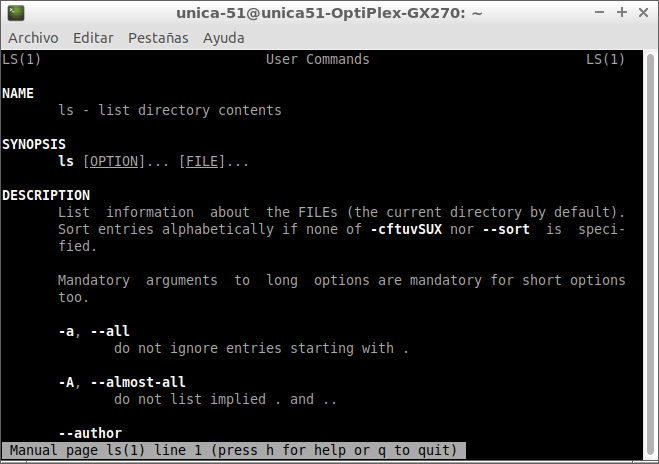 unica-51@unica51-OptiPlex-GX270: ~
Archivo Editar Pestañas Ayuda
LS(1) User Commands LS(1)
NAME
ls - list directory contents
SYNOPSIS
ls [OPTION]... [FILE]...
DESCRIPTION
List information about the FILEs (the current directory by default).
Sort entries alphabetically if none of -cftuvSUX nor --sort is speci-
fied.
Mandatory arguments to long options are mandatory for short options
too.
-a, --all
do not ignore entries starting with .
-A, --almost-all
do not list implied . and ..
--author
Manual page ls(1) line 1 (press h for help or q to quit)